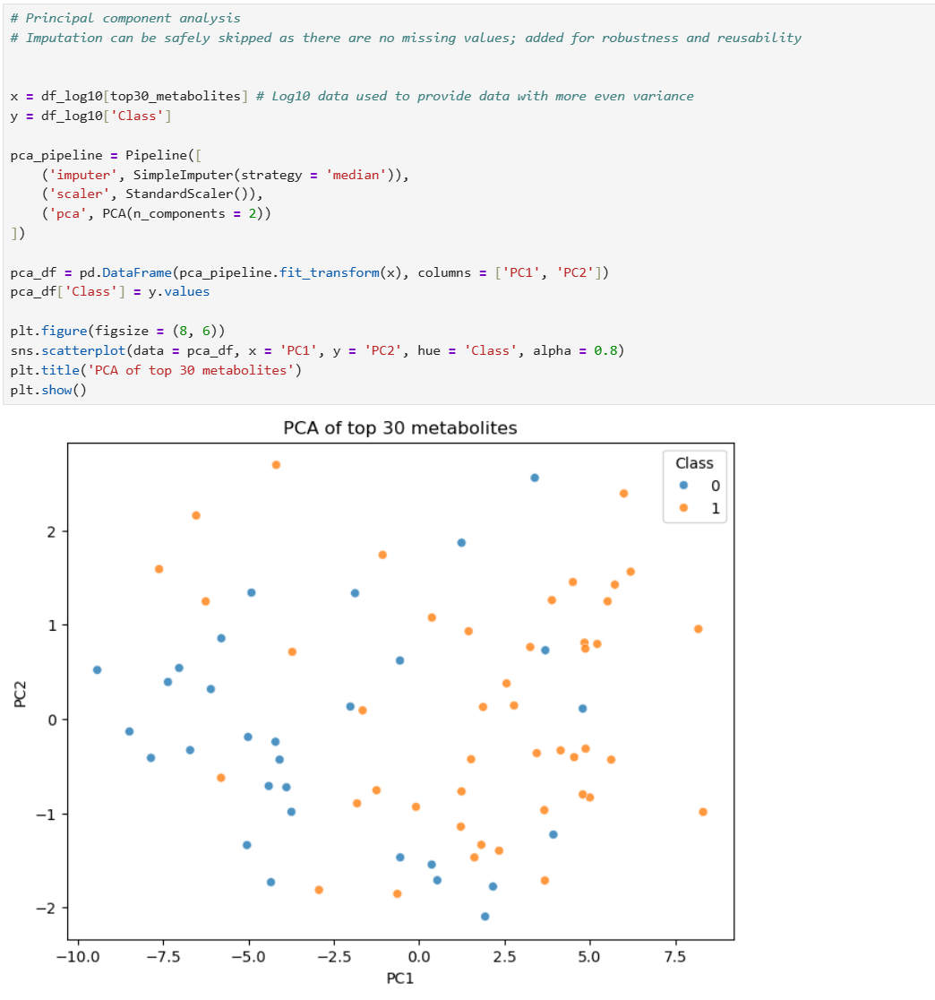 # Principal component analysis
# Imputation can be safely skipped as there are no missing values; added for robustness and reusability
x = df_log10[top30_metabolites] # Log10 data used to provide data with more even variance
y = df_log10['Class']
pca_pipeline = Pipeline([
    ('imputer', SimpleImputer(strategy = 'median')),
    ('scaler', StandardScaler()),
    ('pca', PCA(n_components = 2))
])
pca_df = pd.DataFrame(pca_pipeline.fit_transform(x), columns = ['PC1', 'PC2'])
pca_df['Class'] = y.values
plt.figure(figsize = (8, 6))
sns.scatterplot(data = pca_df, x = 'PC1', y = 'PC2', hue = 'Class', alpha = 0.8)
plt.title('PCA of top 30 metabolites')
plt.show()
PCA of top 30 metabolites
Class
0
1
2
1
0
−1
−2
PC2
−10.0 −7.5 −5.0 −2.5 0.0 2.5 5.0 7.5
PC1